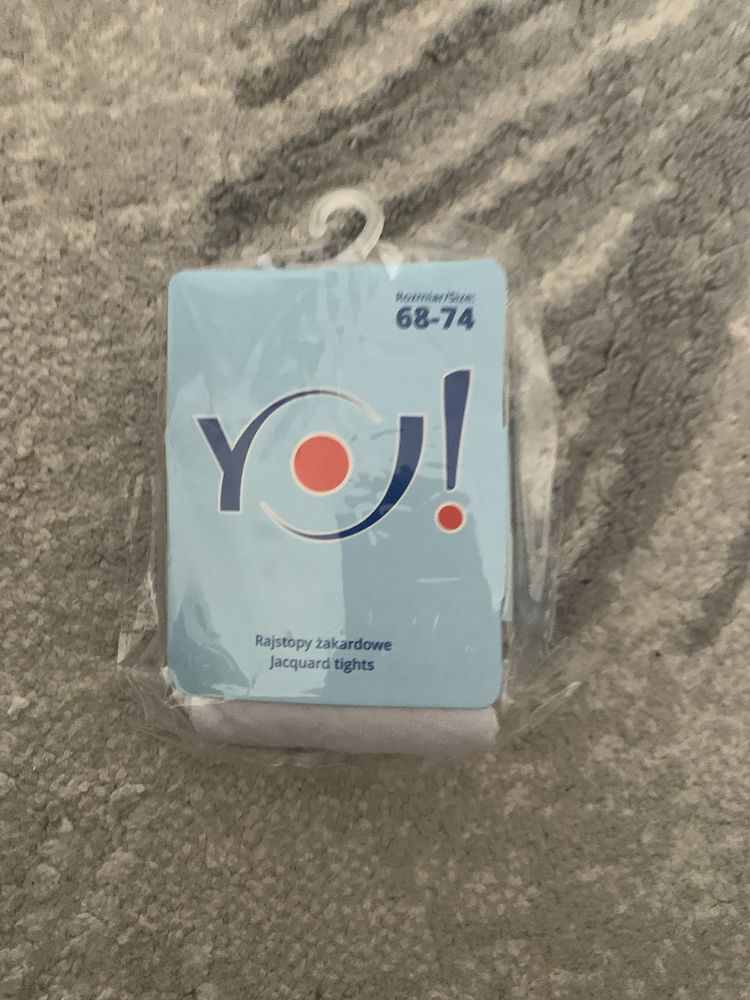 Rozmiar/Size:
68-74
YO!
Rajstopy żakardowe
Jacquard tights